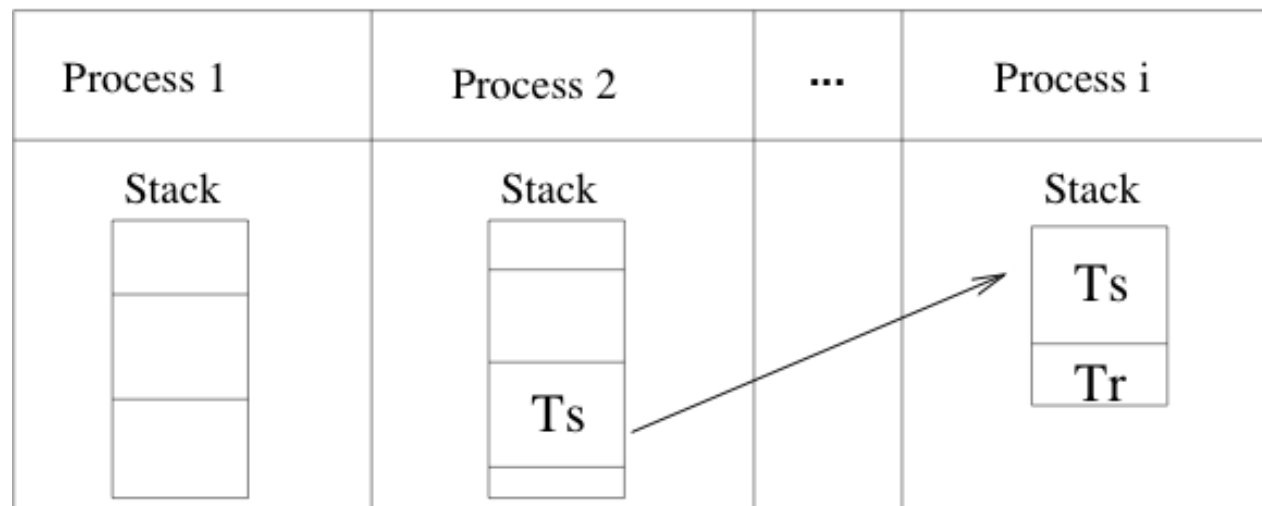 Process 1
Process 2
...
Process i
Stack
Stack
Stack
Ts
Ts
Tr